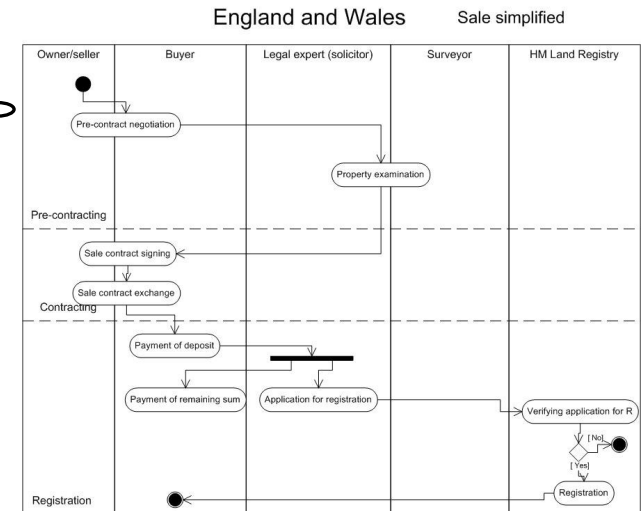 England and Wales Sale simplified
Owner/seller Buyer Legal expert (solicitor) Surveyor HM Land Registry
Pre-contract negotiation
Property examination
Pre-contracting
Sale contract signing
Sale contract exchange
Contracting
Payment of deposit
Payment of remaining sum Application for registration Verifying application for R
[ No]
[ Yes]
Registration
Registration